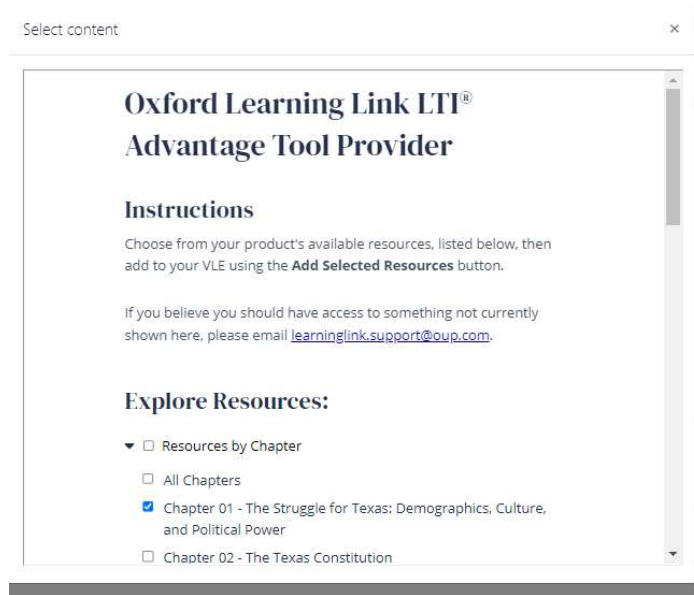 Select content
×
Oxford Learning Link LTI®
Advantage Tool Provider
Instructions
Choose from your product's available resources, listed below, then
add to your VLE using the Add Selected Resources button.
If you believe you should have access to something not currently
shown here, please email learninglink.support@oup.com.
Explore Resources:
Resources by Chapter
All Chapters
Chapter 01 - The Struggle for Texas: Demographics, Culture,
and Political Power
Chapter 02 - The Texas Constitution